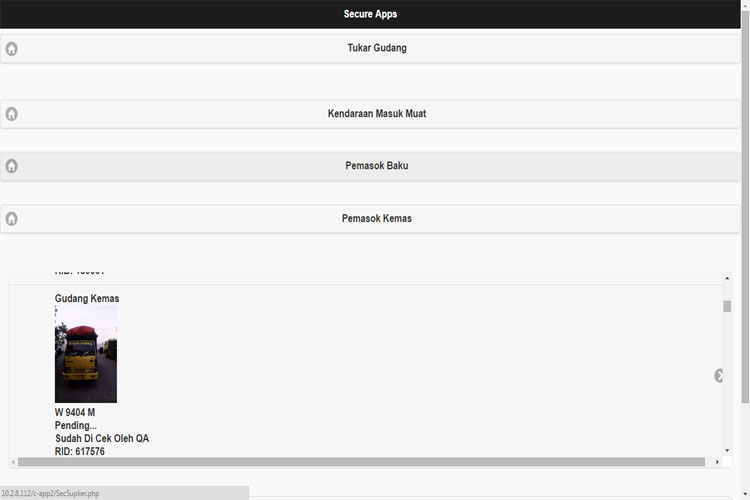 Secure Apps
Tukar Gudang
Kendaraan Masuk Muat
Pemasok Baku
Pemasok Kemas
Gudang Kemas
W 9404 M
Pending...
Sudah Di Cek Oleh QA
RID: 617576
10.2.8.112/c-app2/SecSuplier.php